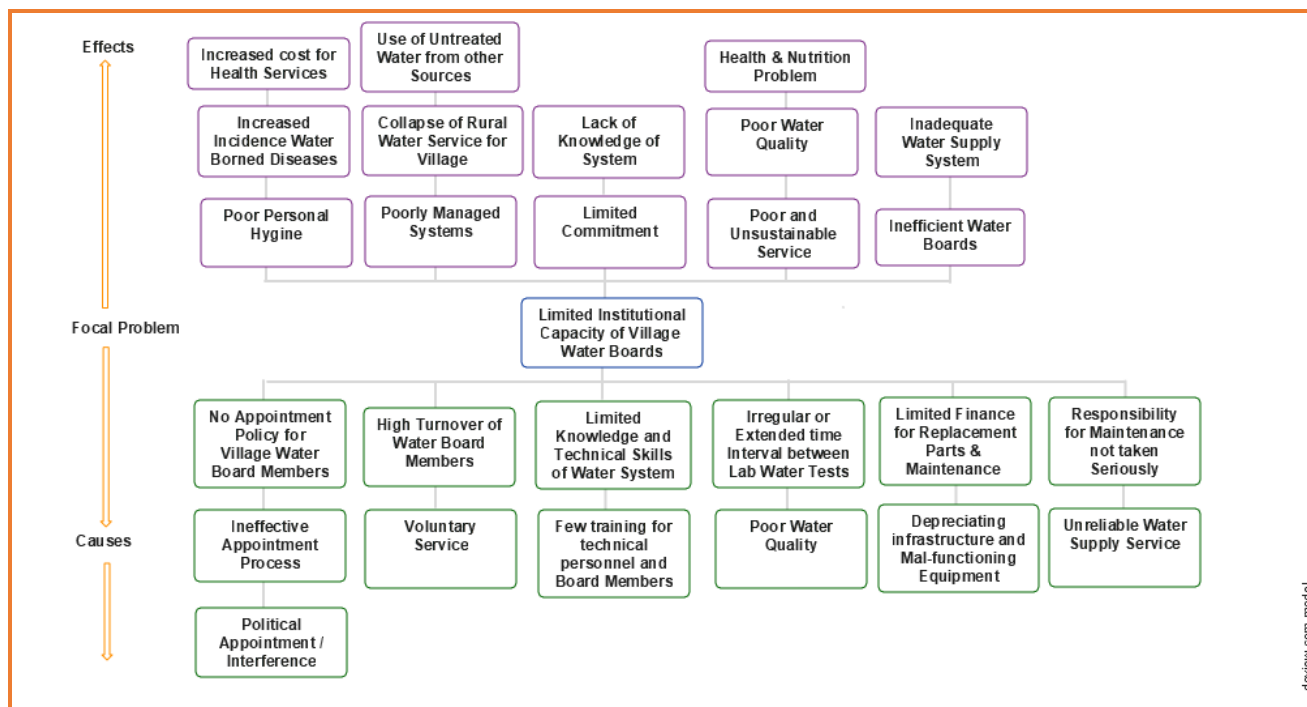 Effects
Increased cost for
Health Services
Use of Untreated
Water from other
Sources
Health & Nutrition
Problem
Increased
Incidence Water
Borned Diseases
Collapse of Rural
Water Service for
Village
Lack of
Knowledge of
System
Poor Water
Quality
Inadequate
Water Supply
System
Poor Personal
Hygine
Poorly Managed
Systems
Limited
Commitment
Poor and
Unsustainable
Service
Inefficient Water
Boards
Focal Problem
Limited Institutional
Capacity of Village
Water Boards
No Appointment
Policy for
Village Water
Board Members
High Turnover of
Water Board
Members
Limited
Knowledge and
Technical Skills
of Water System
Irregular or
Extended time
Interval between
Lab Water Tests
Limited Finance
for Replacement
Parts &
Maintenance
Responsibility
for Maintenance
not taken
Seriously
Causes
Ineffective
Appointment
Process
Voluntary
Service
Few training for
technical
personnel and
Board Members
Poor Water
Quality
Depreciating
infrastructure and
Mal-functioning
Equipment
Unreliable Water
Supply Service
Political
Appointment /
Interference